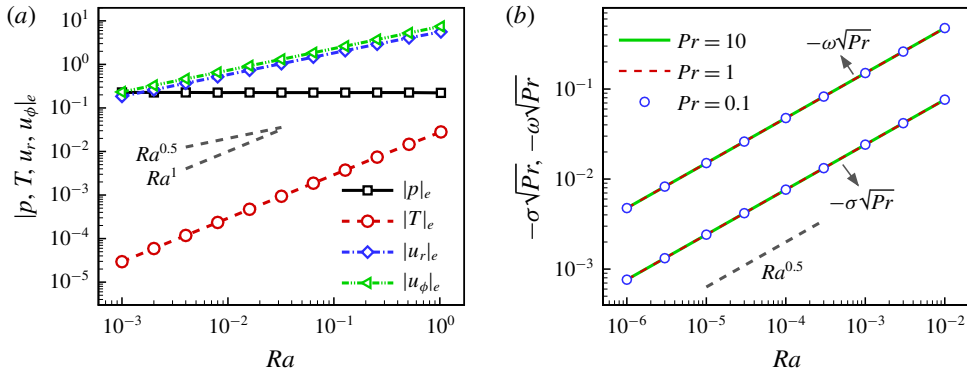 (a)
10^1
10^0
10^{-1}
10^{-2}
10^{-3}
10^{-4}
10^{-5}
|p, T, u_r, u_ϕ|_e
Ra^{0.5}
Ra^1
|p|_e
|T|_e
|u_r|_e
|u_ϕ|_e
10^{-3} 10^{-2} 10^{-1} 10^0
Ra
(b)
10^{-1}
10^{-2}
10^{-3}
-σ√Pr, -ω√Pr
Pr = 10
Pr = 1
Pr = 0.1
-ω√Pr
-σ√Pr
Ra^{0.5}
10^{-6} 10^{-5} 10^{-4} 10^{-3} 10^{-2}
Ra